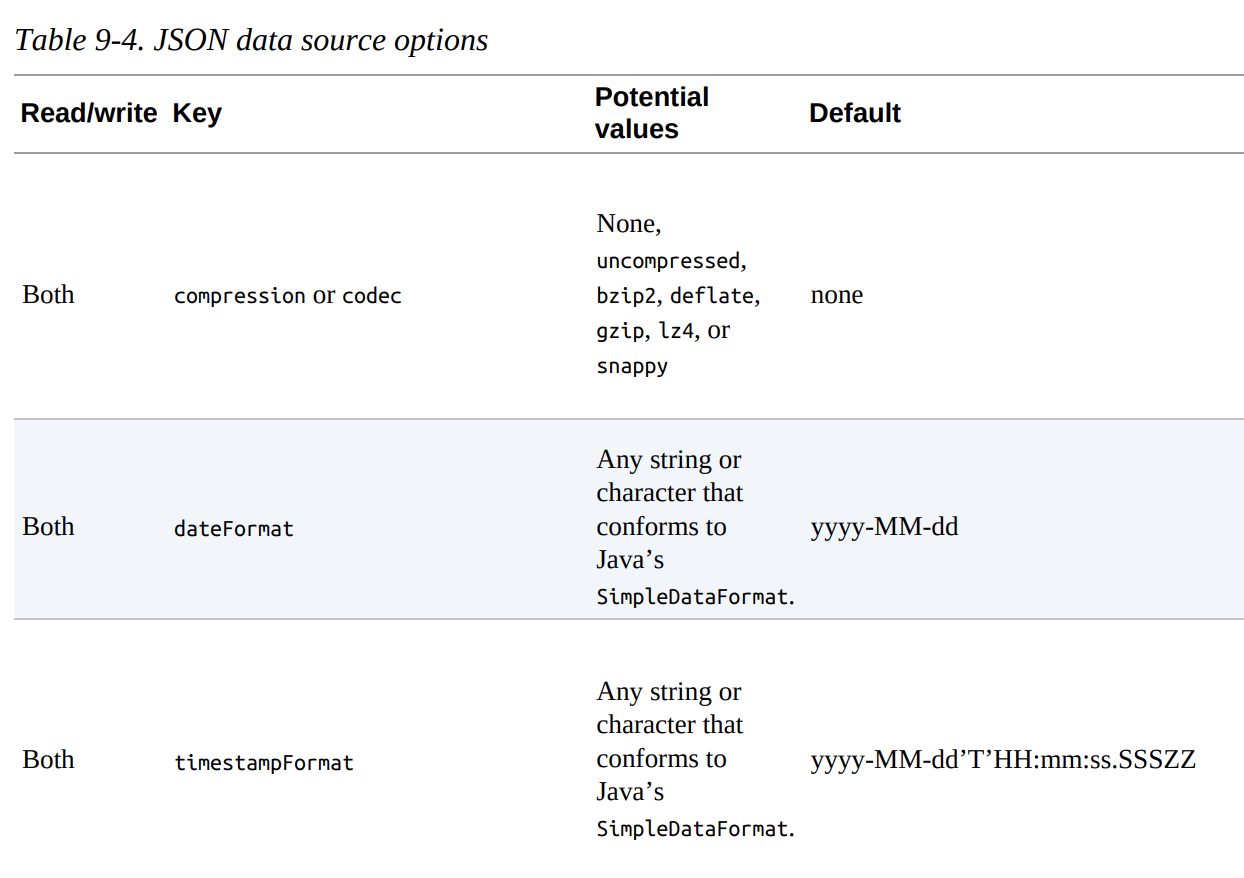 Table 9-4. JSON data source options
Read/write Key Potential values Default
Both compression or codec None,
uncompressed,
bzip2, deflate,
gzip, lz4, or
snappy
none
Both dateFormat Any string or
character that
conforms to
Java’s
SimpleDataFormat.
yyyy-MM-dd
Both timestampFormat Any string or
character that
conforms to
Java’s
SimpleDataFormat.
yyyy-MM-dd’T’HH:mm:ss.SSSZZ